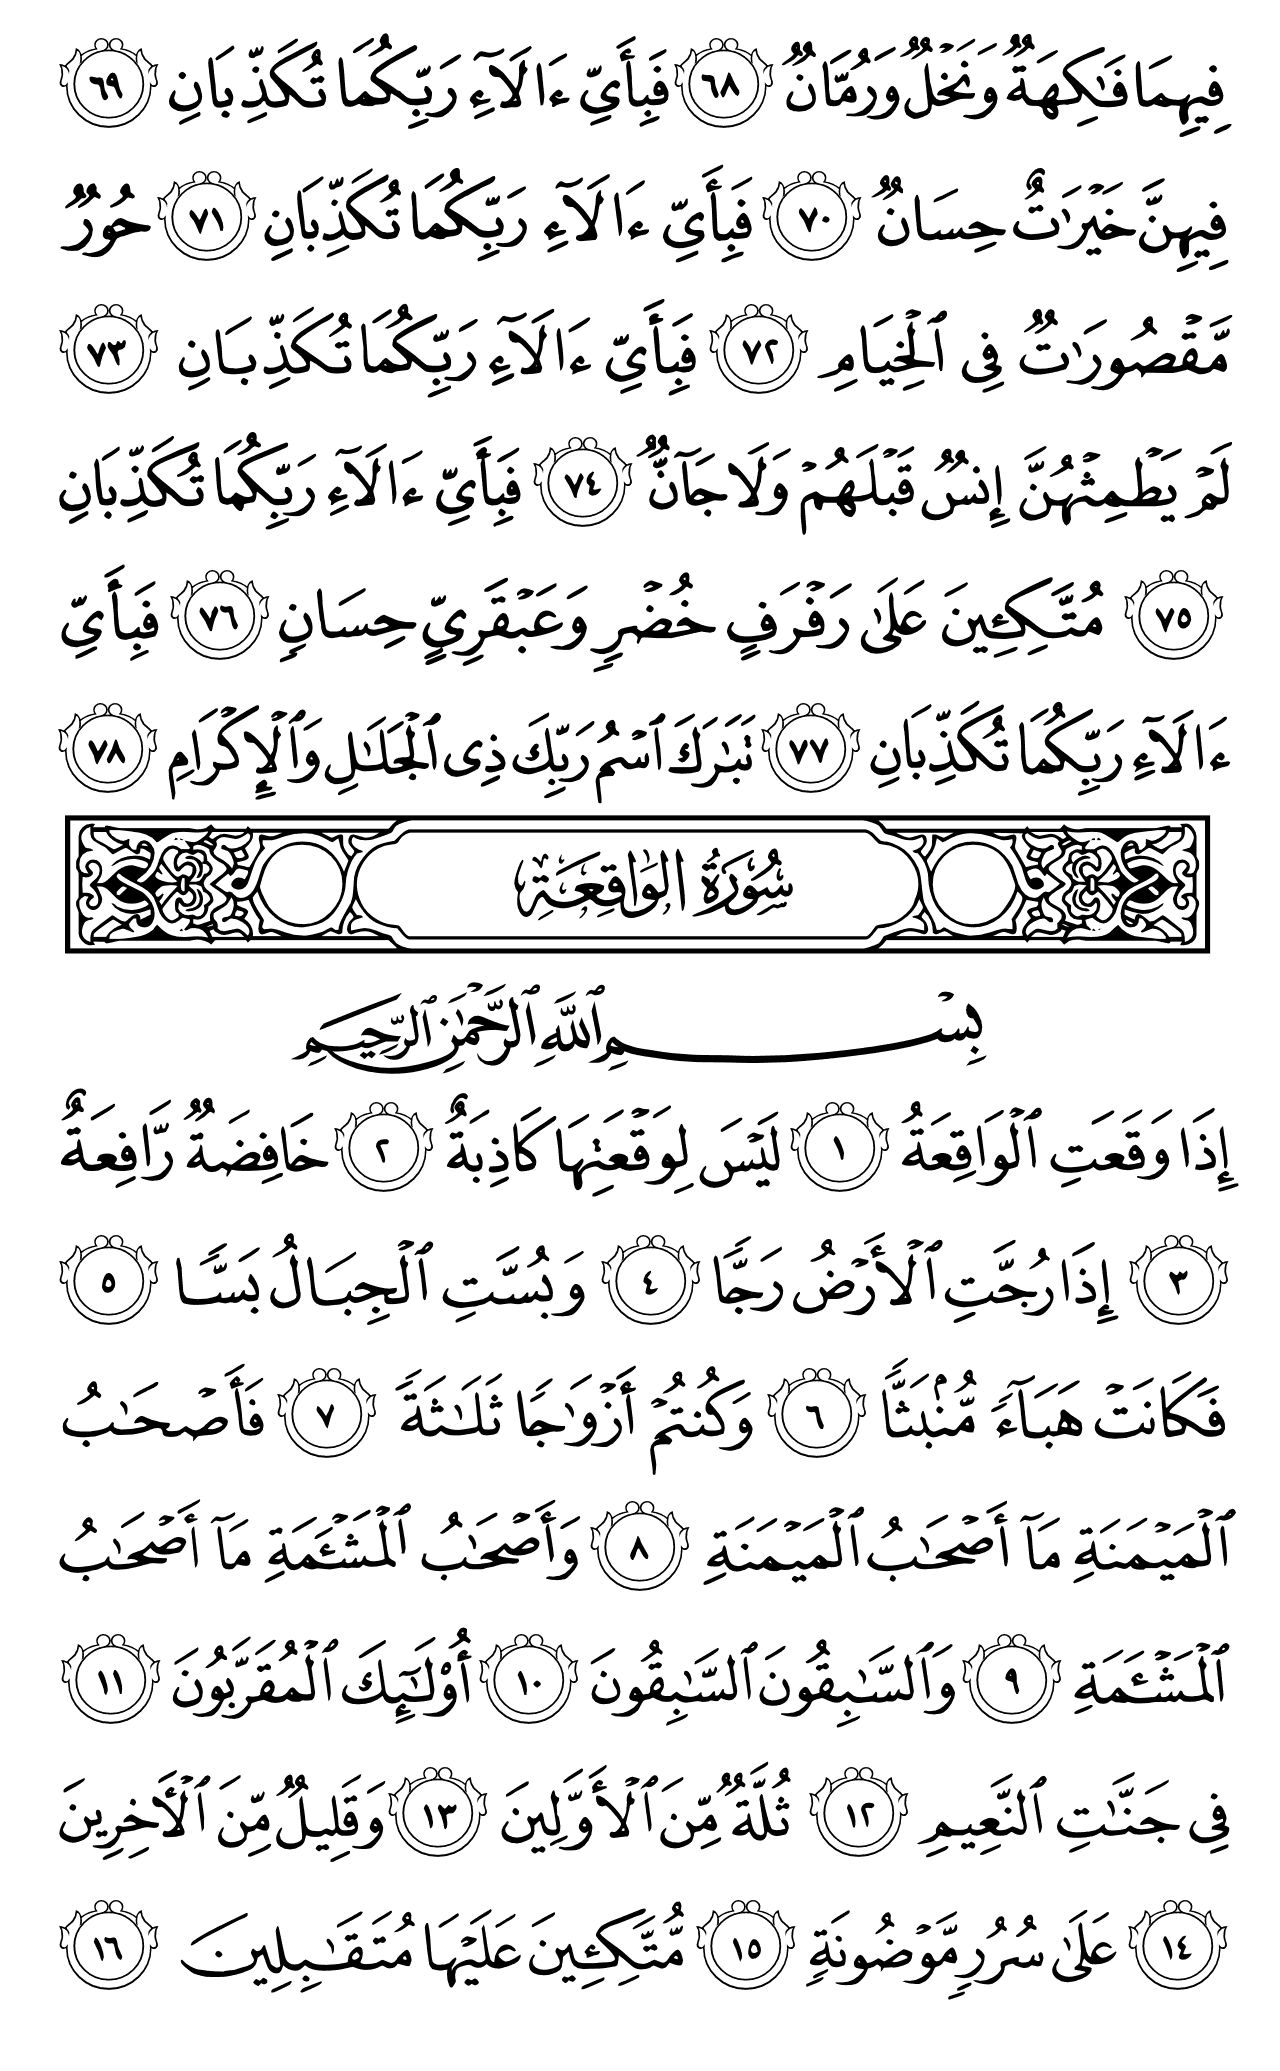 فِيهِمَا فَٰكِهَةٌ وَنَخْلٌ وَرُمَّانٌ ٦٨ فَبِأَيِّ ءَالَآءِ رَبِّكُمَا تُكَذِّبَانِ ٦٩
فِيهِنَّ خَيْرَٰتٌ حِسَانٌ ٧٠ فَبِأَيِّ ءَالَآءِ رَبِّكُمَا تُكَذِّبَانِ ٧١ حُورٌ
مَّقْصُورَٰتٌ فِى ٱلْخِيَامِ ٧٢ فَبِأَيِّ ءَالَآءِ رَبِّكُمَا تُكَذِّبَانِ ٧٣
لَمْ يَطْمِثْهُنَّ إِنسٌ قَبْلَهُمْ وَلَا جَآنٌّ ٧٤ فَبِأَيِّ ءَالَآءِ رَبِّكُمَا تُكَذِّبَانِ
٧٥ مُتَّكِـِٔينَ عَلَىٰ رَفْرَفٍ خُضْرٍ وَعَبْقَرِيٍّ حِسَانٍ ٧٦ فَبِأَيِّ
ءَالَآءِ رَبِّكُمَا تُكَذِّبَانِ ٧٧ تَبَٰرَكَ ٱسْمُ رَبِّكَ ذِى ٱلْجَلَٰلِ وَٱلْإِكْرَامِ ٧٨
سُورَةُ الوَاقِعَةِ
بِسْمِ ٱللَّهِ ٱلرَّحْمَٰنِ ٱلرَّحِيمِ
إِذَا وَقَعَتِ ٱلْوَاقِعَةُ ١ لَيْسَ لِوَقْعَتِهَا كَاذِبَةٌ ٢ خَافِضَةٌ رَّافِعَةٌ
٣ إِذَا رُجَّتِ ٱلْأَرْضُ رَجًّا ٤ وَبُسَّتِ ٱلْجِبَالُ بَسًّا ٥
فَكَانَتْ هَبَآءً مُّنۢبَثًّا ٦ وَكُنتُمْ أَزْوَٰجًا ثَلَٰثَةً ٧ فَأَصْحَٰبُ
ٱلْمَيْمَنَةِ مَآ أَصْحَٰبُ ٱلْمَيْمَنَةِ ٨ وَأَصْحَٰبُ ٱلْمَشْـَٔمَةِ مَآ أَصْحَٰبُ
ٱلْمَشْـَٔمَةِ ٩ وَٱلسَّٰبِقُونَ ٱلسَّٰبِقُونَ ١٠ أُو۟لَٰٓئِكَ ٱلْمُقَرَّبُونَ ١١
فِى جَنَّٰتِ ٱلنَّعِيمِ ١٢ ثُلَّةٌ مِّنَ ٱلْأَوَّلِينَ ١٣ وَقَلِيلٌ مِّنَ ٱلْـَٔاخِرِينَ
١٤ عَلَىٰ سُرُرٍ مَّوْضُونَةٍ ١٥ مُّتَّكِـِٔينَ عَلَيْهَا مُتَقَٰبِلِينَ ١٦